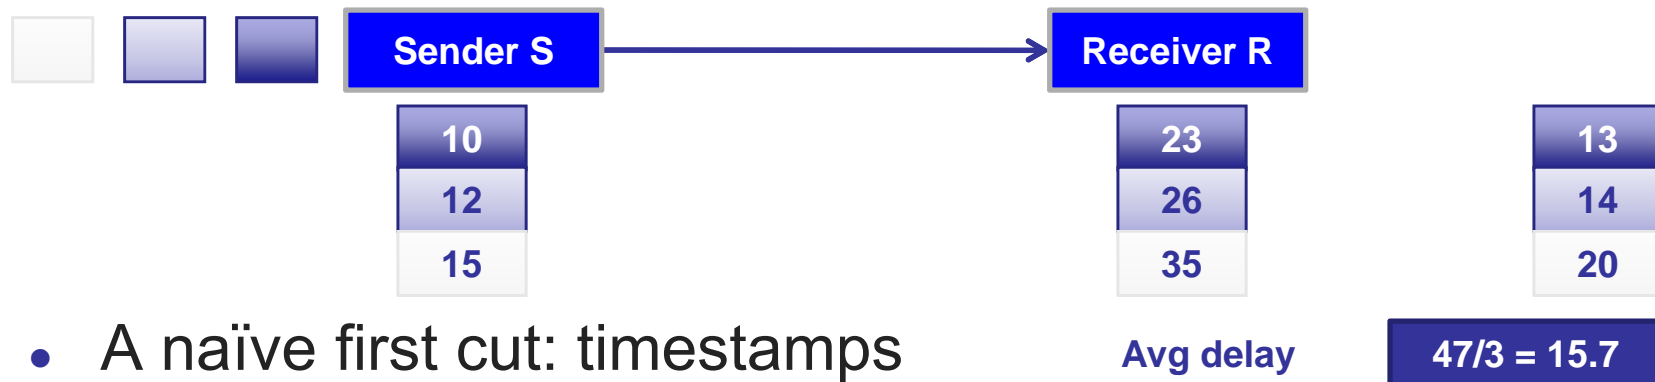 Sender S Receiver R
10 23 13
12 26 14
15 35 20
• A naïve first cut: timestamps Avg delay 47/3 = 15.7